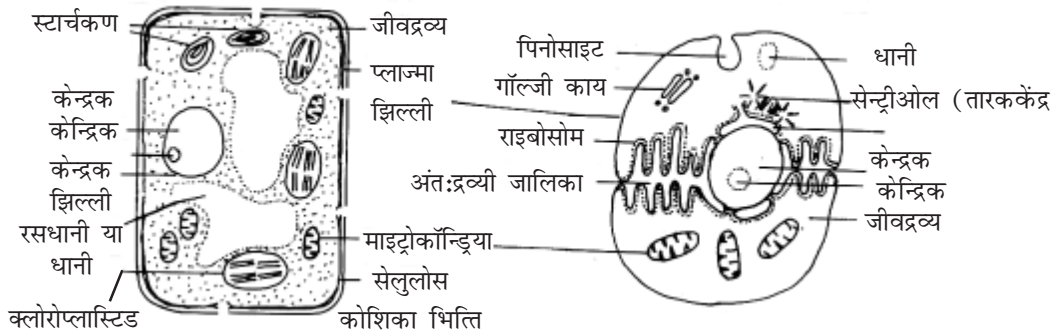 स्टार्चकण
जीवद्रव्य
केन्द्रक
केन्द्रिक
केन्द्रक
झिल्ली
रसधानी या
धानी
क्लोरोप्लास्टिड
प्लाज्मा
झिल्ली
माइट्रोकॉन्ड्रिया
सेलुलोस
कोशिका भित्ति
पिनोसाइट
गॉल्जी काय
राइबोसोम
अंत:द्रव्यी जालिका
धानी
सेन्ट्रीओल (तारककेंद्र
केन्द्रक
केन्द्रिक
जीवद्रव्य